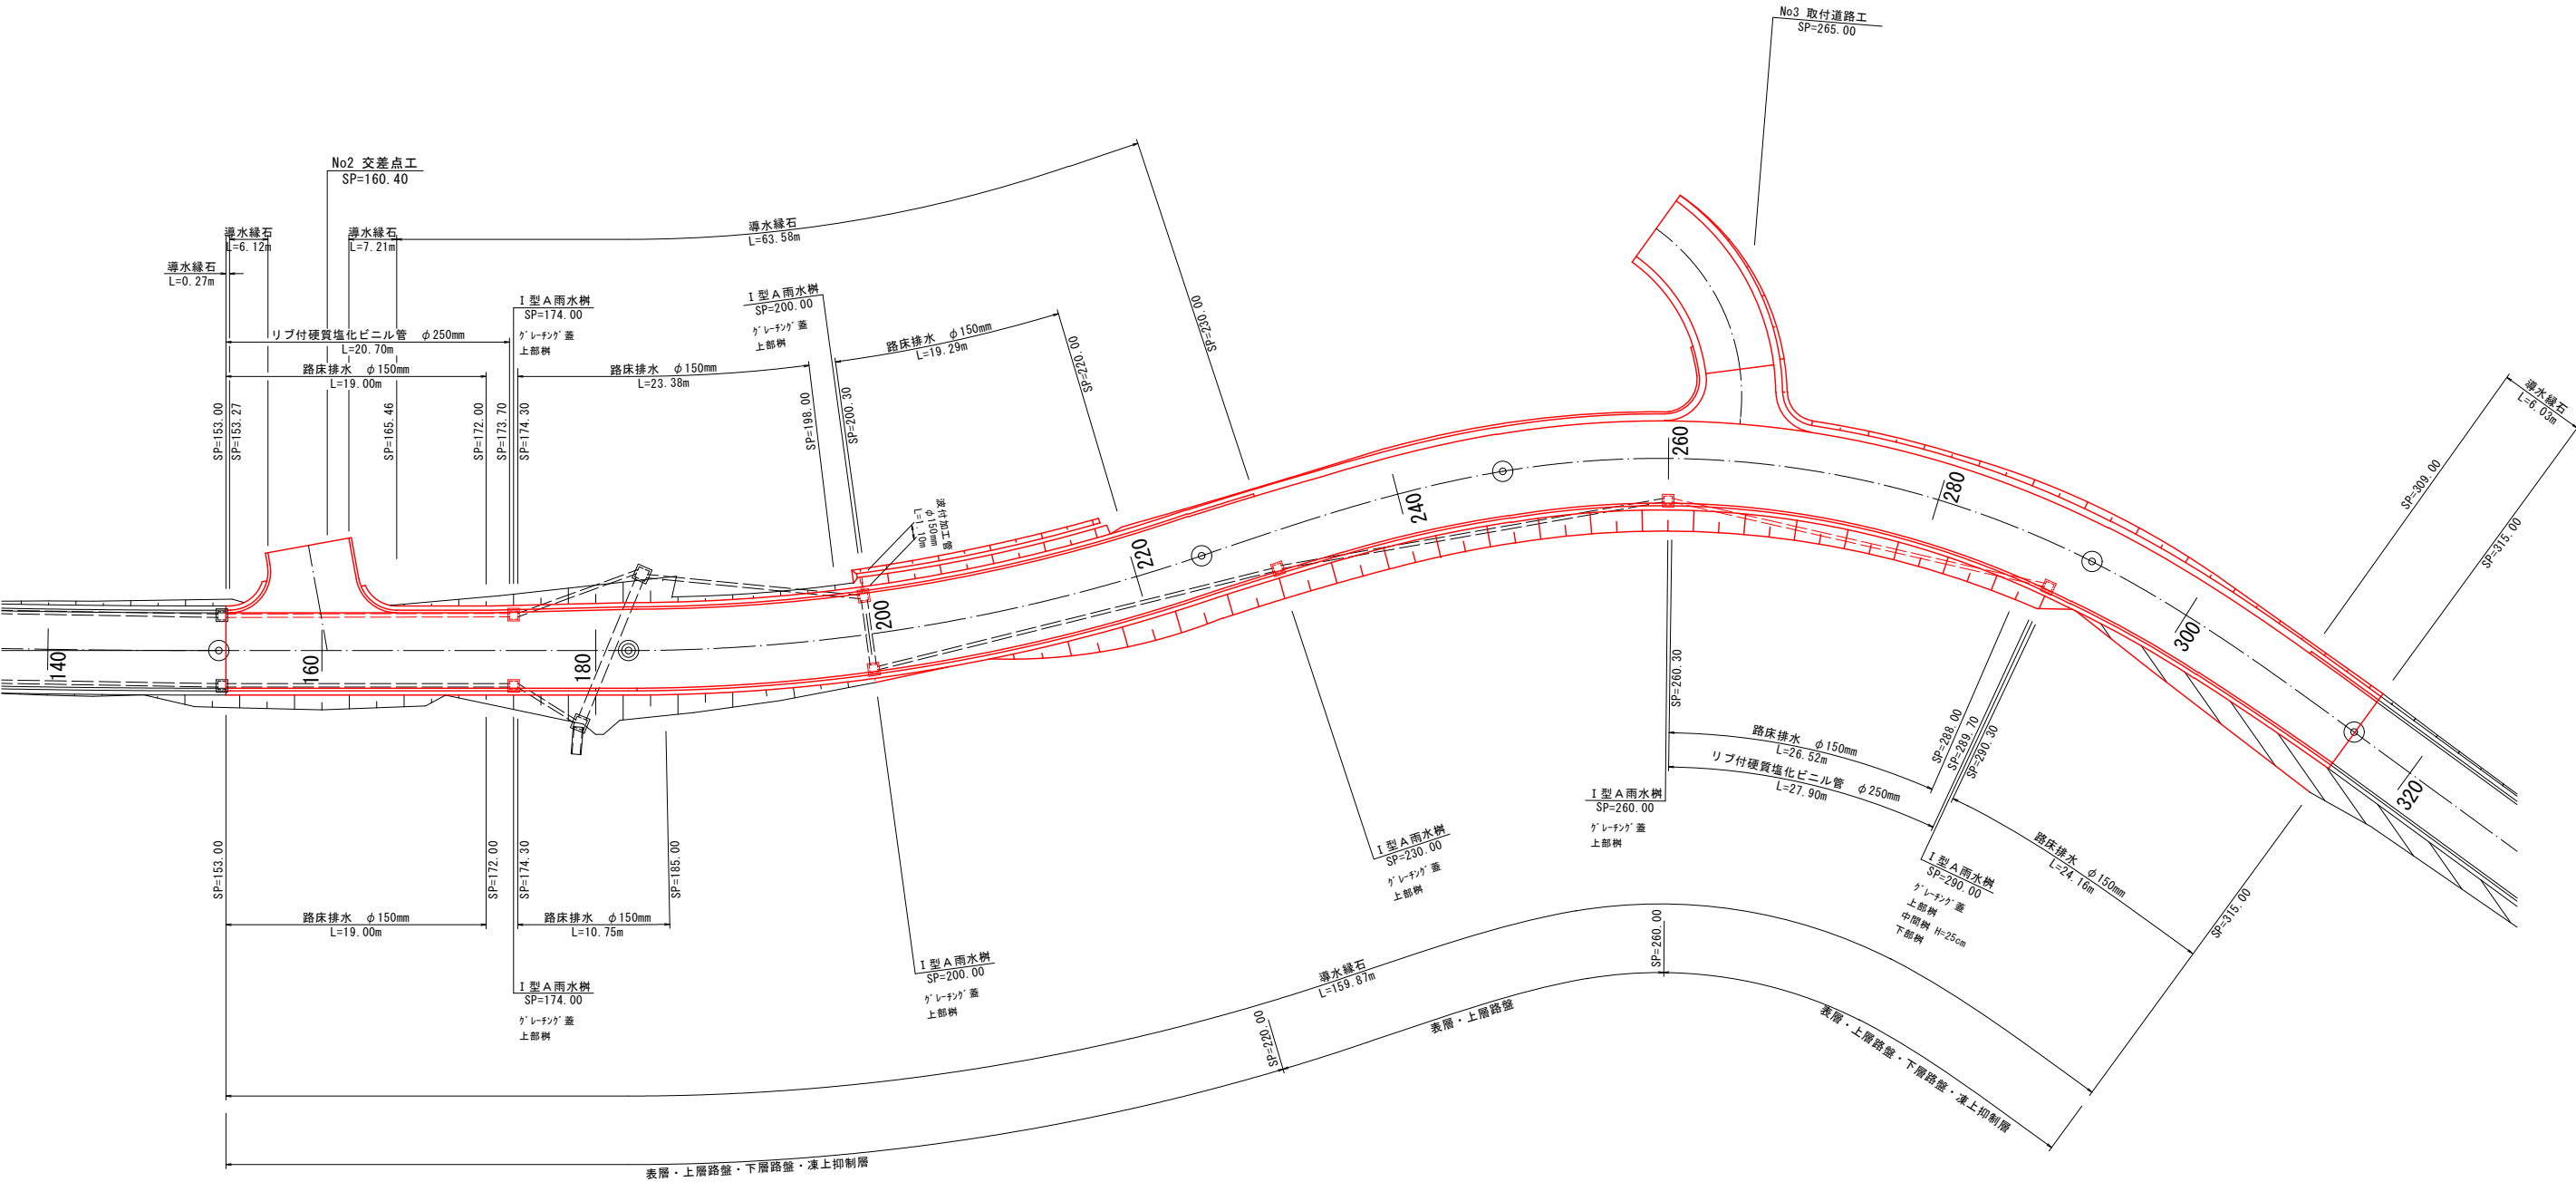 No3 取付道路工
SP=265.00
No2 交差点工
SP=160.40
導水縁石
L=6.12m
導水縁石
L=7.21m
導水縁石
L=63.58m
導水縁石
L=0.27m
Ⅰ型Ａ雨水桝
SP=174.00
ｸﾞﾚｰﾁﾝｸﾞ蓋
上部桝
Ⅰ型Ａ雨水桝
SP=200.00
ｸﾞﾚｰﾁﾝｸﾞ蓋
上部桝
リブ付硬質塩化ビニル管 φ250mm
L=20.70m
路床排水 φ150mm
L=19.00m
路床排水 φ150mm
L=23.38m
路床排水 φ150mm
L=19.29m
SP=153.00
SP=153.27
SP=165.46
SP=172.00
SP=173.70
SP=174.30
SP=198.00
SP=200.30
SP=220.00
SP=230.00
波付加工管
φ150mm
L=1.10m
導水縁石
L=6.03m
SP=309.00
SP=315.00
140
160
180
200
220
240
260
280
300
320
SP=153.00
SP=172.00
SP=174.30
SP=185.00
路床排水 φ150mm
L=19.00m
路床排水 φ150mm
L=10.75m
Ⅰ型Ａ雨水桝
SP=174.00
ｸﾞﾚｰﾁﾝｸﾞ蓋
上部桝
Ⅰ型Ａ雨水桝
SP=200.00
ｸﾞﾚｰﾁﾝｸﾞ蓋
上部桝
Ⅰ型Ａ雨水桝
SP=230.00
ｸﾞﾚｰﾁﾝｸﾞ蓋
上部桝
SP=260.30
路床排水 φ150mm
L=26.52m
リブ付硬質塩化ビニル管 φ250mm
L=27.90m
SP=288.00
SP=289.70
SP=290.30
Ⅰ型Ａ雨水桝
SP=260.00
ｸﾞﾚｰﾁﾝｸﾞ蓋
上部桝
Ⅰ型Ａ雨水桝
SP=290.00
ｸﾞﾚｰﾁﾝｸﾞ蓋
上部桝
中間桝 H=25cm
下部桝
路床排水 φ150mm
L=24.16m
SP=315.00
導水縁石
L=159.87m
SP=260.00
SP=220.00
表層・上層路盤
表層・上層路盤・下層路盤・凍上抑制層
表層・上層路盤・下層路盤・凍上抑制層